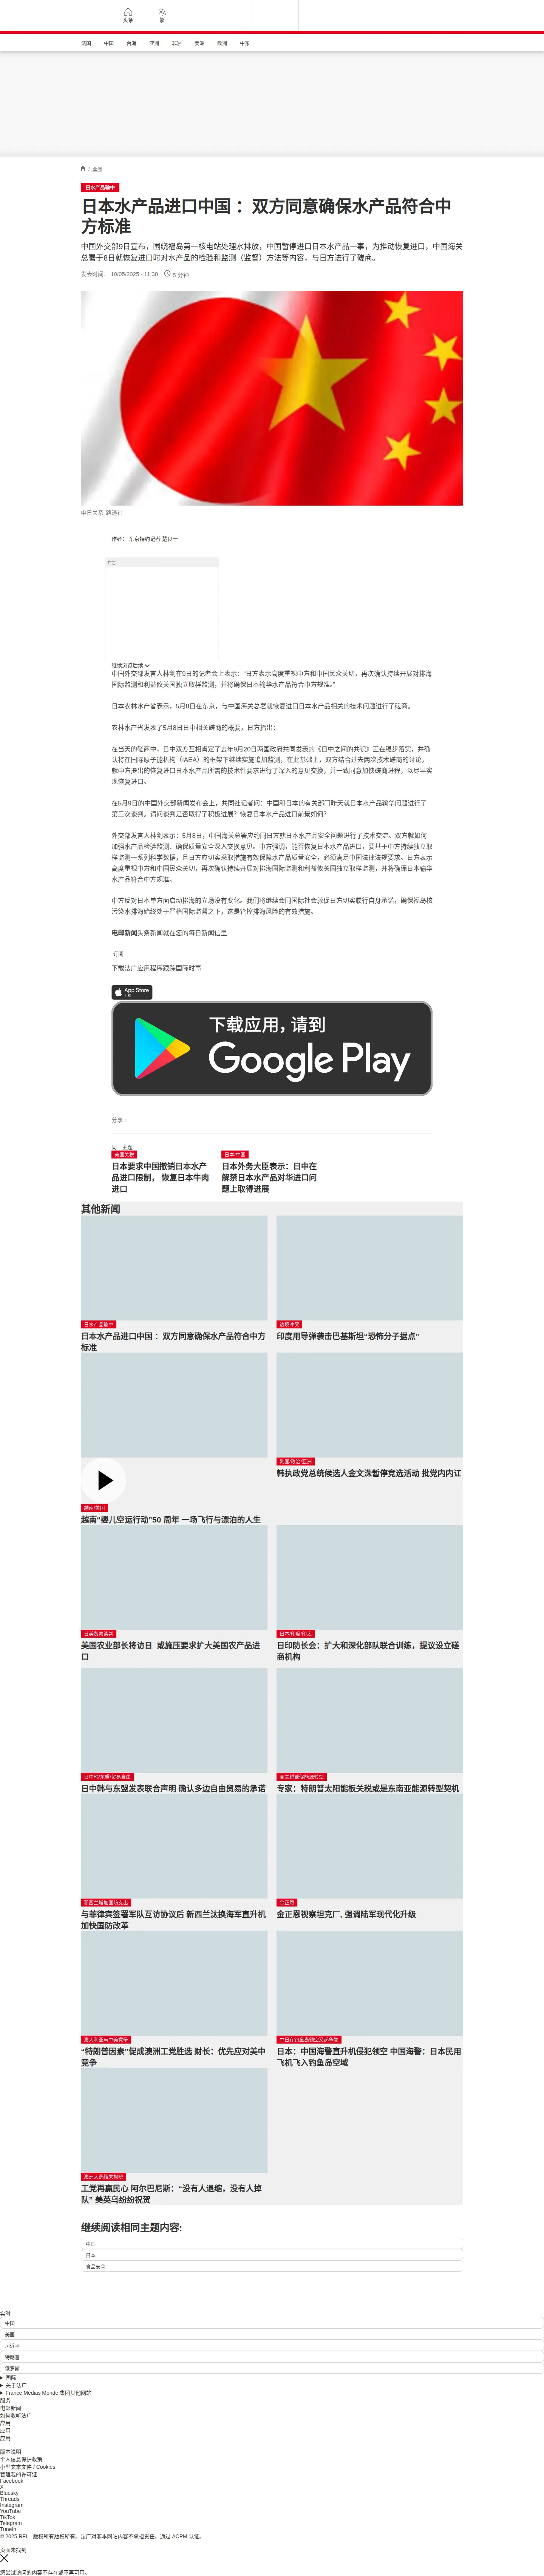 头条
繁
法国 中国 台海 亚洲 非洲 美洲 欧洲 中东
/ 亚洲
日水产品输中
日本水产品进口中国 ：双方同意确保水产品符合中
方标准
中国外交部9日宣布，围绕福岛第一核电站处理水排放，中国暂停进口日本水产品一事，为推动恢复进口，中国海关
总署于8日就恢复进口时对水产品的检验和监测（监督）方法等内容，与日方进行了磋商。
发表时间： 10/05/2025 - 11:38 5 分钟
中日关系 路透社
作者： 东京特约记者 楚良一
广告
继续浏览后续
中国外交部发言人林剑在9日的记者会上表示：“日方表示高度重视中方和中国民众关切，再次确认持续开展对排海
国际监测和利益攸关国独立取样监测，并将确保日本输华水产品符合中方规准。”
日本农林水产省表示，5月8日在东京，与中国海关总署就恢复进口日本水产品相关的技术问题进行了磋商。
农林水产省发表了5月8日日中相关磋商的概要，日方指出：
在当天的磋商中，日中双方互相肯定了去年9月20日两国政府共同发表的《日中之间的共识》正在稳步落实，并确
认将在国际原子能机构（IAEA）的框架下继续实施追加监测，在此基础上，双方结合过去两次技术磋商的讨论，
就中方提出的恢复进口日本水产品所需的技术性要求进行了深入的意见交换，并一致同意加快磋商进程，以尽早实
现恢复进口。
在5月9日的中国外交部新闻发布会上，共同社记者问：中国和日本的有关部门昨天就日本水产品输华问题进行了
第三次谈判。请问谈判是否取得了积极进展？恢复日本水产品进口前景如何？
外交部发言人林剑表示：5月8日，中国海关总署应约同日方就日本水产品安全问题进行了技术交流。双方就如何
加强水产品检验监测、确保质量安全深入交换意见。中方强调，能否恢复日本水产品进口，要基于中方持续独立取
样监测一系列科学数据，且日方应切实采取措施有效保障水产品质量安全，必须满足中国法律法规要求。日方表示
高度重视中方和中国民众关切，再次确认持续开展对排海国际监测和利益攸关国独立取样监测，并将确保日本输华
水产品符合中方规准。
中方反对日本单方面启动排海的立场没有变化。我们将继续会同国际社会敦促日方切实履行自身承诺，确保福岛核
污染水排海始终处于严格国际监督之下，这是管控排海风险的有效措施。
电邮新闻头条新闻就在您的每日新闻信里
订阅
下载法广应用程序跟踪国际时事
App Store
下载
下载应用，请到
Google Play
分享 :
同一主题
美国关税
日本要求中国撤销日本水产
品进口限制， 恢复日本牛肉
进口
日本/中国
日本外务大臣表示：日中在
解禁日本水产品对华进口问
题上取得进展
其他新闻
日水产品输中
日本水产品进口中国 ：双方同意确保水产品符合中方
标准
边境冲突
印度用导弹袭击巴基斯坦“恐怖分子据点”
越南/美国
越南“婴儿空运行动”50 周年 一场飞行与漂泊的人生
韩国/政治/亚洲
韩执政党总统候选人金文洙暂停竞选活动 批党内内讧
日美贸易谈判
美国农业部长将访日 或施压要求扩大美国农产品进
口
日本/印度/印太
日印防长会：扩大和深化部队联合训练，提议设立磋
商机构
日中韩/东盟/贸易自由
日中韩与东盟发表联合声明 确认多边自由贸易的承诺
高关税或促能源转型
专家：特朗普太阳能板关税或是东南亚能源转型契机
新西兰增加国防支出
与菲律宾签署军队互访协议后 新西兰汰换海军直升机
加快国防改革
金正恩
金正恩视察坦克厂, 强调陆军现代化升级
澳大利亚与中美竞争
“特朗普因素”促成澳洲工党胜选 财长：优先应对美中
竞争
中日在钓鱼岛领空又起争端
日本：中国海警直升机侵犯领空 中国海警：日本民用
飞机飞入钓鱼岛空域
澳洲大选结果揭晓
工党再赢民心 阿尔巴尼斯：“没有人退缩，没有人掉
队” 美英乌纷纷祝贺
继续阅读相同主题内容:
中国
日本
食品安全
实时
中国
美国
习近平
特朗普
俄罗斯
国际
关于法广
France Médias Monde 集团其他网站
服务
电邮新闻
如何收听法广
应用
应用
应用
版本说明
个人信息保护政策
小型文本文件 / Cookies
管理我的许可证
Facebook
X
Bluesky
Threads
Instagram
YouTube
TikTok
Telegram
TuneIn
© 2025 RFI – 版权所有版权所有。法广对非本网站内容不承担责任。通过 ACPM 认证。
页面未找到
您尝试访问的内容不存在或不再可用。